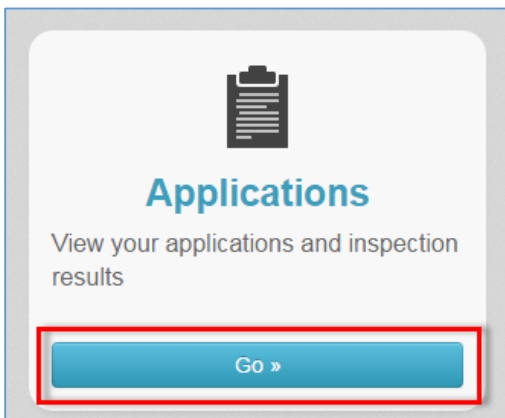 Applications
View your applications and inspection
results
Go »